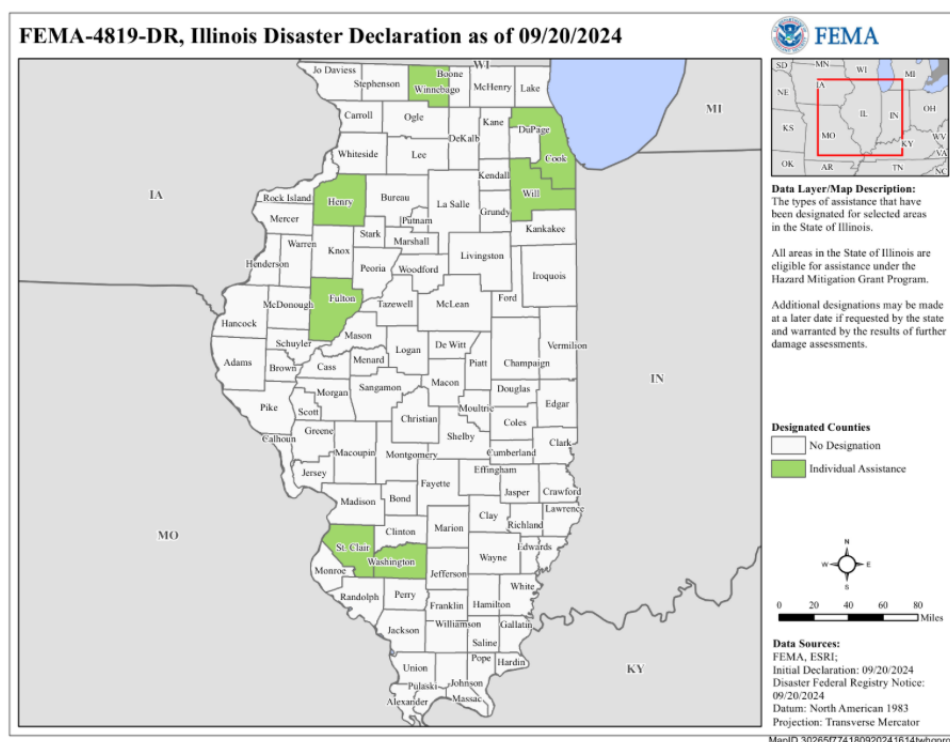 FEMA-4819-DR, Illinois Disaster Declaration as of 09/20/2024
FEMA
WI
MI
IA
IN
MO
KY
Jo Daviess
Stephenson
Winnebago
Boone
McHenry
Lake
Carroll
Ogle
DeKalb
Kane
DuPage
Cook
Whiteside
Lee
Kendall
Will
Rock Island
Henry
Bureau
La Salle
Grundy
Kankakee
Mercer
Putnam
Stark
Marshall
Warren
Knox
Livingston
Henderson
Peoria
Woodford
Iroquois
Ford
McDonough
Fulton
Tazewell
McLean
Hancock
Mason
Schuyler
Logan
De Witt
Vermilion
Adams
Brown
Cass
Menard
Piatt
Champaign
Macon
Douglas
Morgan
Sangamon
Pike
Scott
Christian
Moultrie
Edgar
Coles
Greene
Calhoun
Macoupin
Montgomery
Shelby
Cumberland
Clark
Jersey
Effingham
Fayette
Jasper
Crawford
Madison
Bond
Lawrence
Clay
Richland
Marion
Clinton
St. Clair
Washington
Edwards
Wayne
Monroe
Jefferson
White
Randolph
Perry
Franklin
Hamilton
Gallatin
Williamson
Jackson
Saline
Pope
Hardin
Union
Johnson
Pulaski
Massac
Alexander
SD
MN
WI
MI
IA
NE
IL
IN
OH
KS
MO
KY
WV
VA
OK
AR
TN
NC
Data Layer/Map Description:
The types of assistance that have
been designated for selected areas
in the State of Illinois.
All areas in the State of Illinois are
eligible for assistance under the
Hazard Mitigation Grant Program.
Additional designations may be made
at a later date if requested by the state
and warranted by the results of further
damage assessments.
Designated Counties
No Designation
Individual Assistance
N
W
E
S
0 20 40 60 80
Miles
Data Sources:
FEMA, ESRI;
Initial Declaration: 09/20/2024
Disaster Federal Registry Notice:
09/20/2024
Datum: North American 1983
Projection: Transverse Mercator